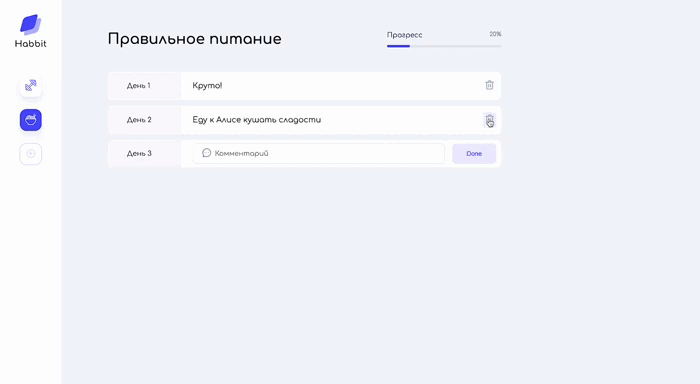 Habbit
Правильное питание
Прогресс 20%
День 1 Круто!
День 2 Еду к Алисе кушать сладости
День 3 Комментарий Done